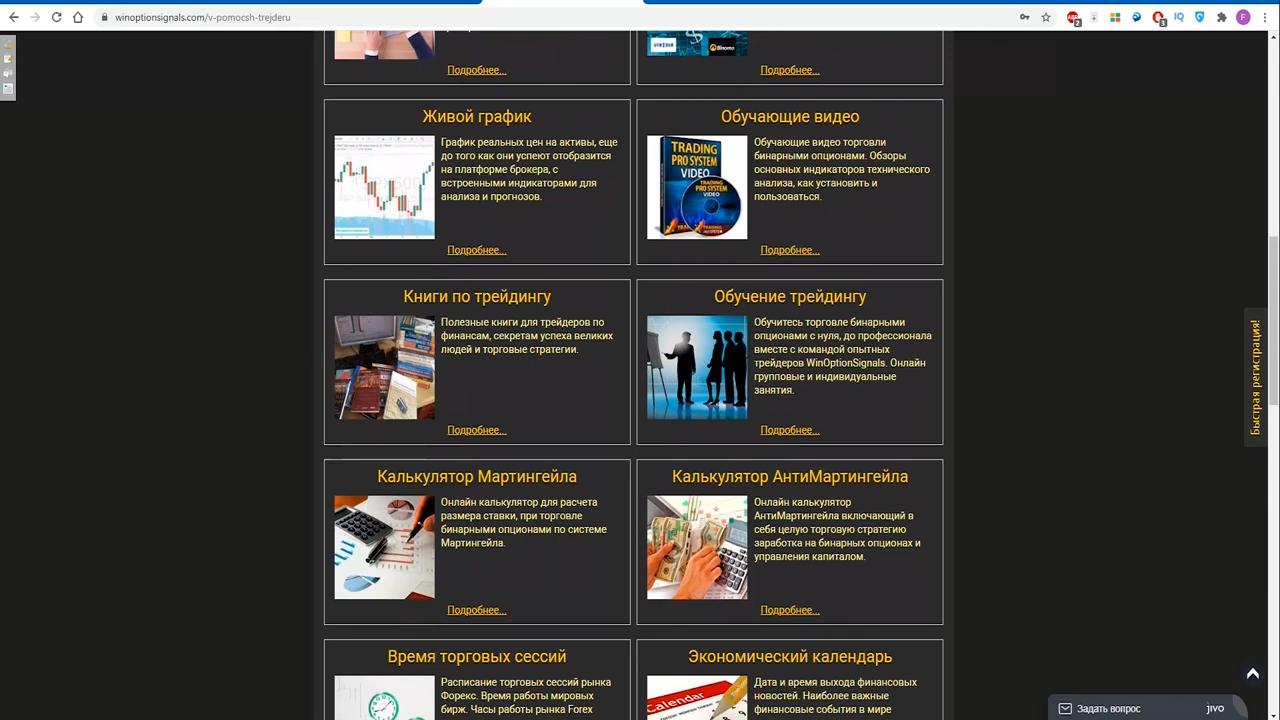 winoptionsignals.com/v-pomocsh-trejderu
Binomo
Подробнее...
Подробнее...
Живой график
График реальных цен на активы, еще
до того как они успеют отобразится
на платформе брокера, с
встроенными индикаторами для
анализа и прогнозов.
Подробнее...
Обучающие видео
TRADING
PRO SYSTEM
VIDEO
TRADING
PRO SYSTEM
VIDEO
Обучающие видео торговли
бинарными опционами. Обзоры
основных индикаторов технического
анализа, как установить и
пользоваться.
Подробнее...
Книги по трейдингу
Полезные книги для трейдеров по
финансам, секретам успеха великих
людей и торговые стратегии.
Подробнее...
Обучение трейдингу
Обучитесь торговле бинарными
опционами с нуля, до профессионала
вместе с командой опытных
трейдеров WinOptionSignals. Онлайн
групповые и индивидуальные
занятия.
Подробнее...
Быстрая регистрация!
Калькулятор Мартингейла
Онлайн калькулятор для расчета
размера ставки, при торговле
бинарными опционами по системе
Мартингейла.
Подробнее...
Калькулятор АнтиМартингейла
Онлайн калькулятор
АнтиМартингейла включающий в
себя целую торговую стратегию
заработка на бинарных опционах и
управления капиталом.
Подробнее...
Время торговых сессий
Расписание торговых сессий рынка
Форекс. Время работы мировых
бирж. Часы работы рынка Forex
Экономический календарь
Calendar
Дата и время выхода финансовых
новостей. Наиболее важные
финансовые события в мире
Задать вопрос
jivo